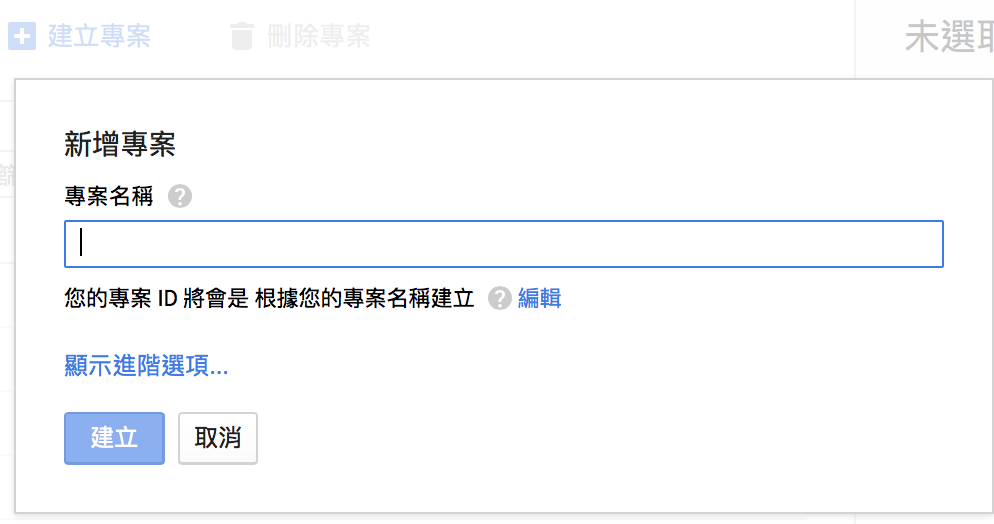 建立專案 刪除專案
未選取
新增專案
專案名稱
您的專案 ID 將會是 根據您的專案名稱建立 編輯
顯示進階選項...
建立 取消